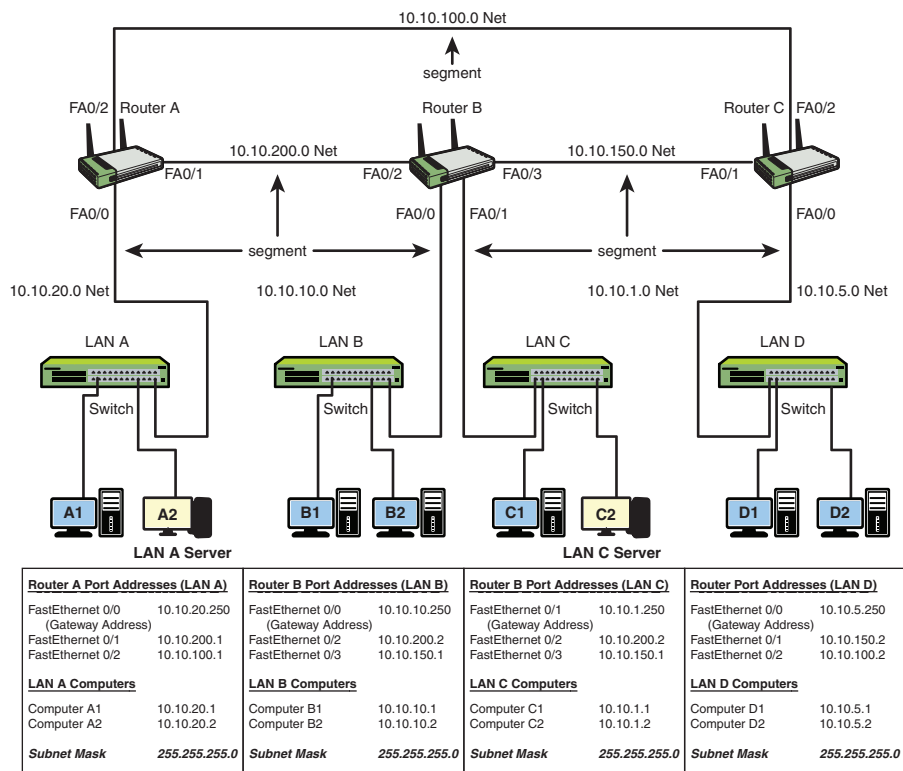 10.10.100.0 Net
segment
FA0/2 Router A
Router B
Router C FA0/2
10.10.200.0 Net
10.10.150.0 Net
FA0/1
FA0/2
FA0/3
FA0/1
FA0/0
FA0/0
FA0/1
FA0/0
segment
segment
10.10.20.0 Net
10.10.10.0 Net
10.10.1.0 Net
10.10.5.0 Net
LAN A
LAN B
LAN C
LAN D
Switch
Switch
Switch
Switch
A1
A2
B1
B2
C1
C2
D1
D2
LAN A Server
LAN C Server
Router A Port Addresses (LAN A)
FastEthernet 0/0 10.10.20.250
(Gateway Address)
FastEthernet 0/1 10.10.200.1
FastEthernet 0/2 10.10.100.1
LAN A Computers
Computer A1 10.10.20.1
Computer A2 10.10.20.2
Subnet Mask 255.255.255.0
Router B Port Addresses (LAN B)
FastEthernet 0/0 10.10.10.250
(Gateway Address)
FastEthernet 0/2 10.10.200.2
FastEthernet 0/3 10.10.150.1
LAN B Computers
Computer B1 10.10.10.1
Computer B2 10.10.10.2
Subnet Mask 255.255.255.0
Router B Port Addresses (LAN C)
FastEthernet 0/1 10.10.1.250
(Gateway Address)
FastEthernet 0/2 10.10.200.2
FastEthernet 0/3 10.10.150.1
LAN C Computers
Computer C1 10.10.1.1
Computer C2 10.10.1.2
Subnet Mask 255.255.255.0
Router Port Addresses (LAN D)
FastEthernet 0/0 10.10.5.250
(Gateway Address)
FastEthernet 0/1 10.10.150.2
FastEthernet 0/2 10.10.100.2
LAN D Computers
Computer D1 10.10.5.1
Computer D2 10.10.5.2
Subnet Mask 255.255.255.0